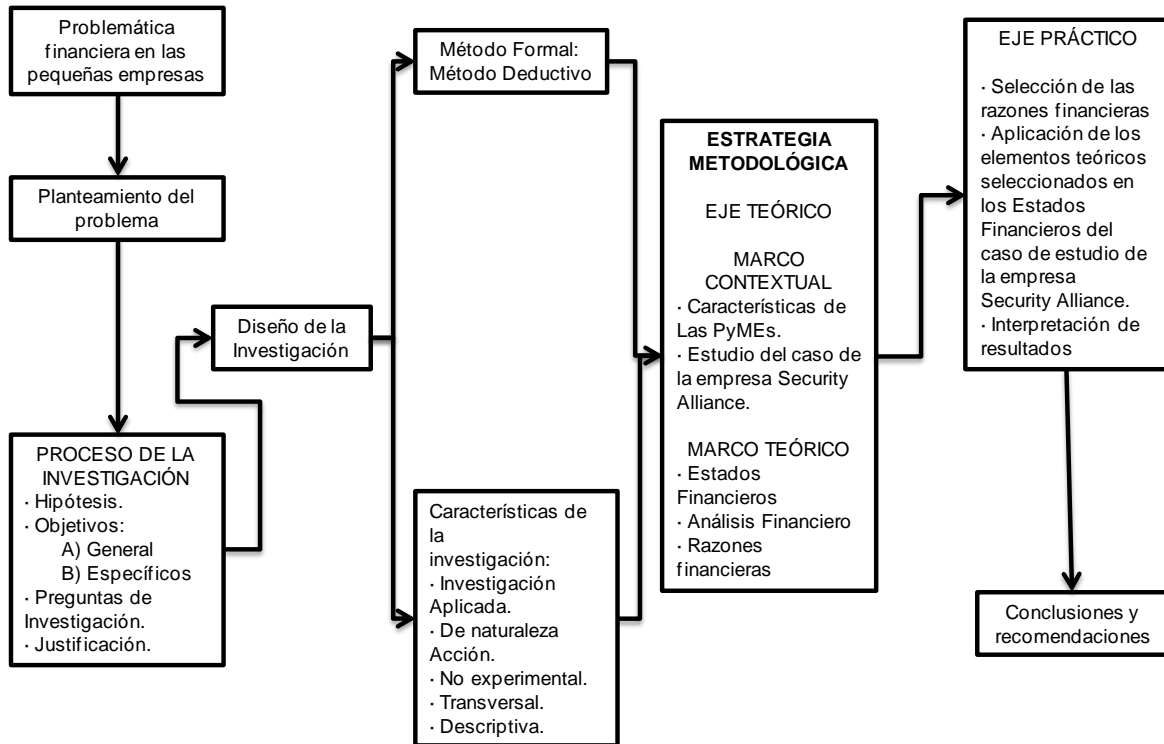 Problemática
financiera en las
pequeñas empresas
Planteamiento del
problema
PROCESO DE LA
INVESTIGACIÓN
· Hipótesis.
· Objetivos:
A) General
B) Específicos
· Preguntas de
Investigación.
· Justificación.
Diseño de la
Investigación
Método Formal:
Método Deductivo
Características de
la
investigación:
· Investigación
Aplicada.
· De naturaleza
Acción.
· No experimental.
· Transversal.
· Descriptiva.
ESTRATEGIA
METODOLÓGICA
EJE TEÓRICO
MARCO
CONTEXTUAL
· Característícas de
Las PyMEs.
· Estudio del caso de
la empresa Security
Alliance.
MARCO TEÓRICO
· Estados
Financieros
· Análisis Financiero
· Razones
financieras
EJE PRÁCTICO
· Selección de las
razones financieras
· Aplicación de los
elementos teóricos
seleccionados en
los Estados
Financieros del
caso de estudio de
la empresa
Security Alliance.
· Interpretación de
resultados
Conclusiones y
recomendaciones